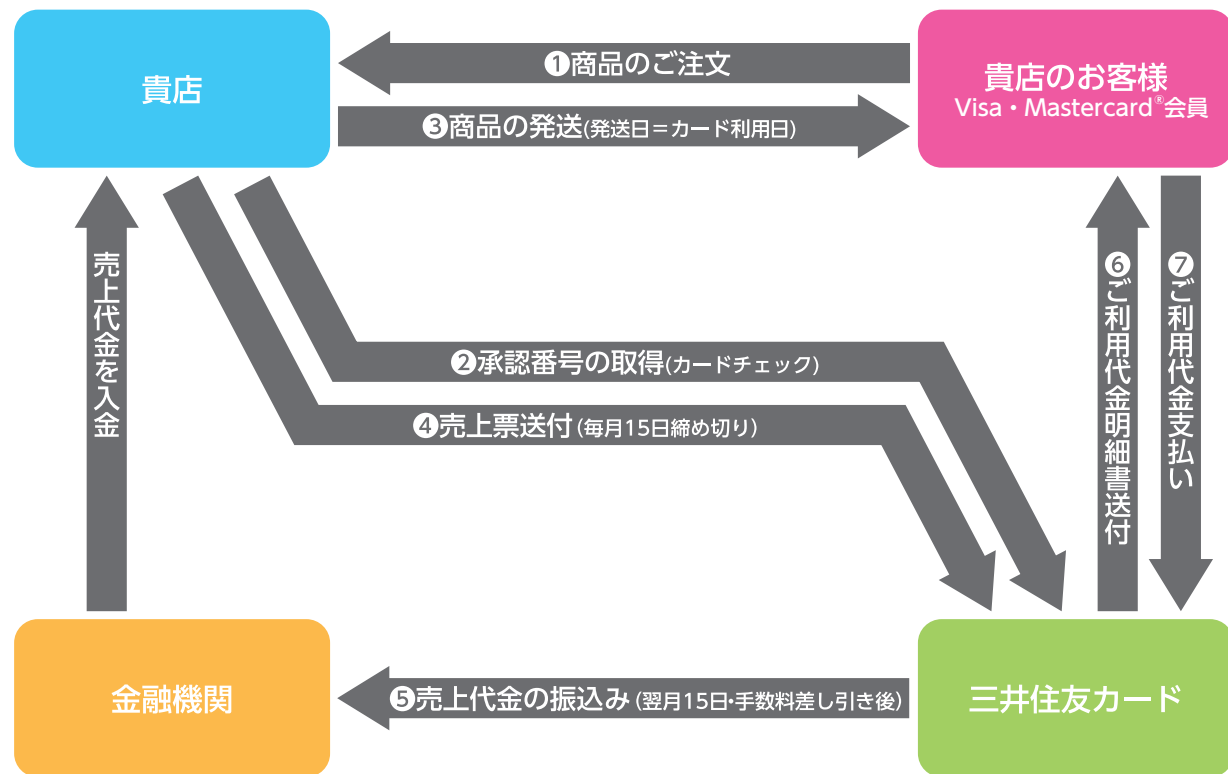 貴店
❶商品のご注文
貴店のお客様
Visa・Mastercard®会員
❸商品の発送(発送日=カード利用日)
売上代金を入金
❷承認番号の取得(カードチェック)
❹売上票送付(毎月15日締め切り)
❻ご利用代金明細書送付
❼ご利用代金支払い
金融機関
❺売上代金の振込み(翌月15日・手数料差し引き後)
三井住友カード